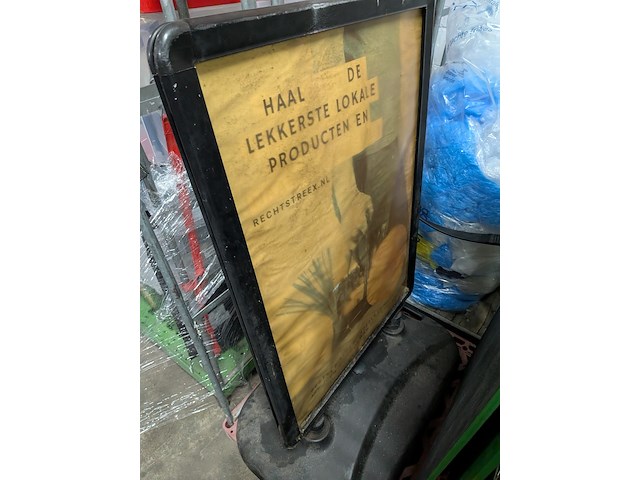 HAAL DE
LEKKERSTE LOKALE
PRODUCTEN EN
RECHTSTREEX.NL